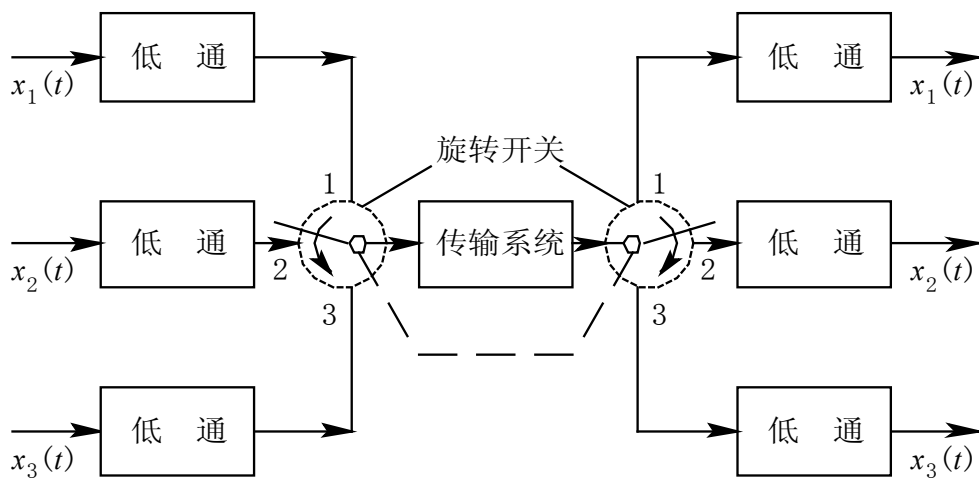 低 通
低 通
x₁(t)
x₁(t)
旋转开关
1
1
低 通
传输系统
低 通
x₂(t)
2
2
x₂(t)
3
3
低 通
低 通
x₃(t)
x₃(t)